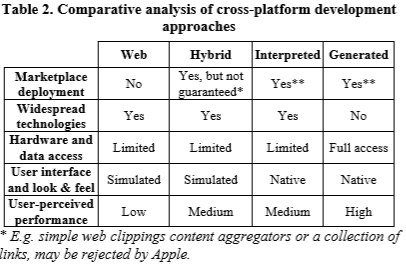 Table 2. Comparative analysis of cross-platform development
approaches
Web Hybrid Interpreted Generated
Marketplace deployment No Yes, but not guaranteed* Yes** Yes**
Widespread technologies Yes Yes Yes No
Hardware and data access Limited Limited Limited Full access
User interface and look & feel Simulated Simulated Native Native
User-perceived performance Low Medium Medium High
* E.g. simple web clippings content aggregators or a collection of
links, may be rejected by Apple.